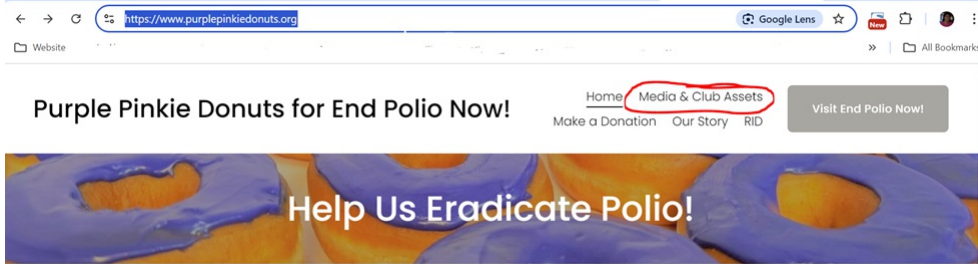 https://www.purplepinkiedonuts.org
Google Lens
New
Website
»
All Bookmarks
Purple Pinkie Donuts for End Polio Now!
Home Media & Club Assets
Make a Donation Our Story RID
Visit End Polio Now!
Help Us Eradicate Polio!